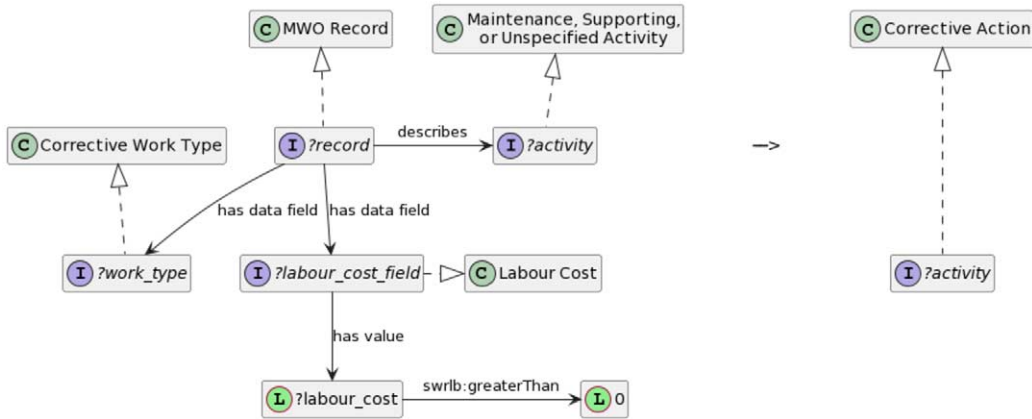 C MWO Record
C Maintenance, Supporting,
or Unspecified Activity
C Corrective Action
C Corrective Work Type
I ?record
describes
I ?activity
—>
has data field
has data field
I ?work_type
I ?labour_cost_field
C Labour Cost
I ?activity
has value
L ?labour_cost
swrlb:greaterThan
L 0